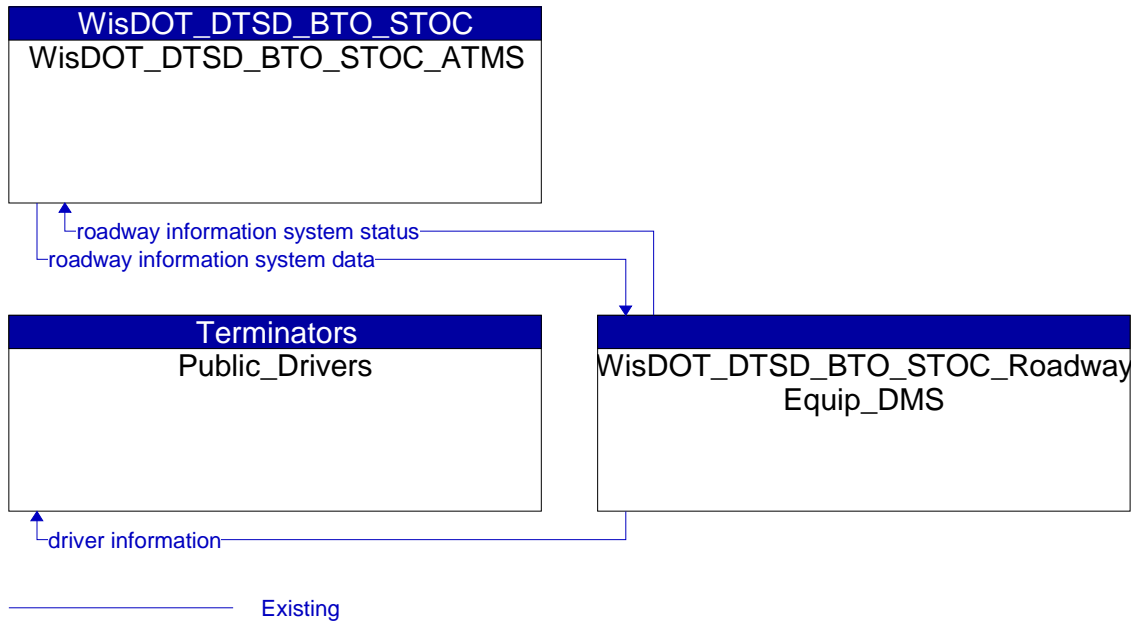 WisDOT_DTSD_BTO_STOC
WisDOT_DTSD_BTO_STOC_ATMS
roadway information system status
roadway information system data
Terminators
Public_Drivers
WisDOT_DTSD_BTO_STOC_Roadway
Equip_DMS
driver information
Existing